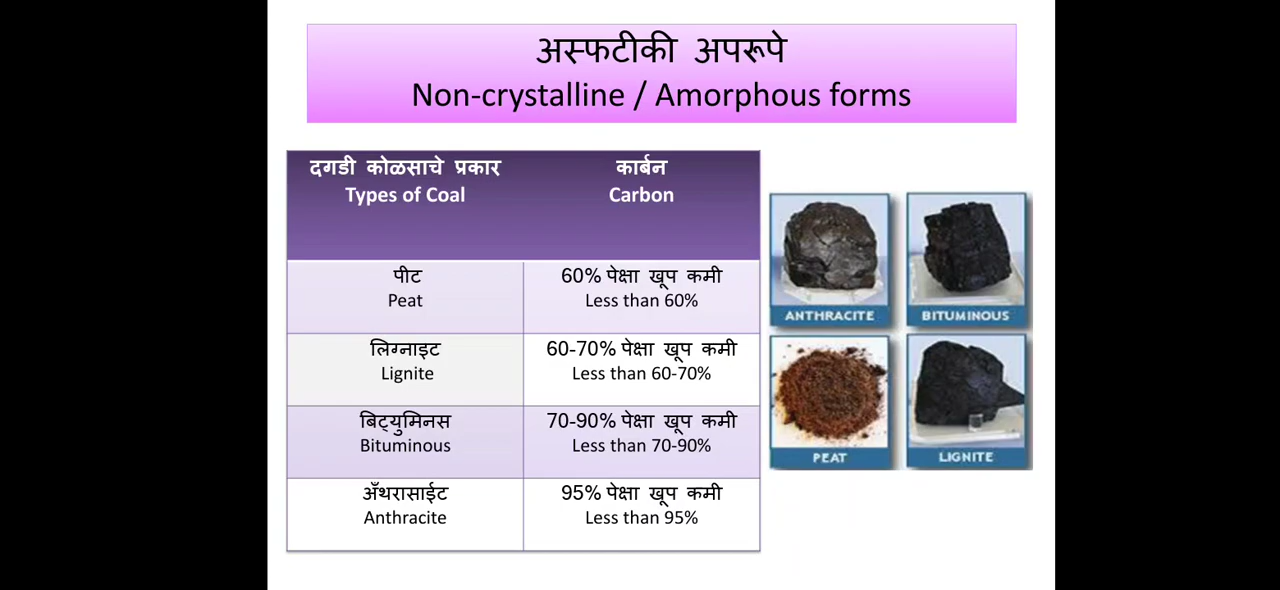 अस्फटीकी अपरूपे
Non-crystalline / Amorphous forms
दगडी कोळसाचे प्रकार
Types of Coal
कार्बन
Carbon
पीट
Peat
60% पेक्षा खूप कमी
Less than 60%
लिग्नाइट
Lignite
60-70% पेक्षा खूप कमी
Less than 60-70%
बिट्युमिनस
Bituminous
70-90% पेक्षा खूप कमी
Less than 70-90%
अँथरासाईट
Anthracite
95% पेक्षा खूप कमी
Less than 95%
ANTHRACITE
BITUMINOUS
PEAT
LIGNITE